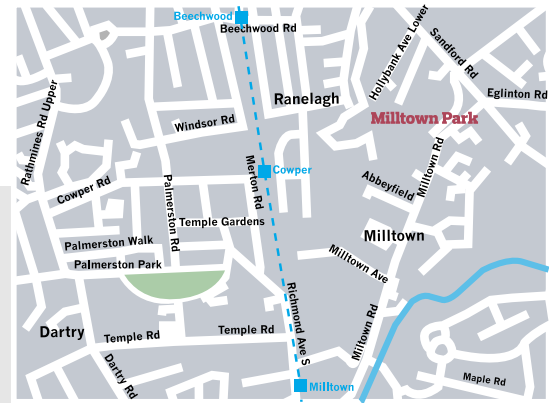 Beechwood
Beechwood Rd
Hollybank Ave Lower
Sandford Rd
Rathmines Rd Upper
Ranelagh
Eglinton Rd
Windsor Rd
Milltown Park
Milltown Rd
Merton Rd
Cowper
Cowper Rd
Palmerston Rd
Abbeyfield
Temple Gardens
Milltown
Palmerston Walk
Palmerston Park
Milltown Ave
Richmond Ave S
Miltown Rd
Dartry
Temple Rd
Temple Rd
Dartry Rd
Milltown
Maple Rd